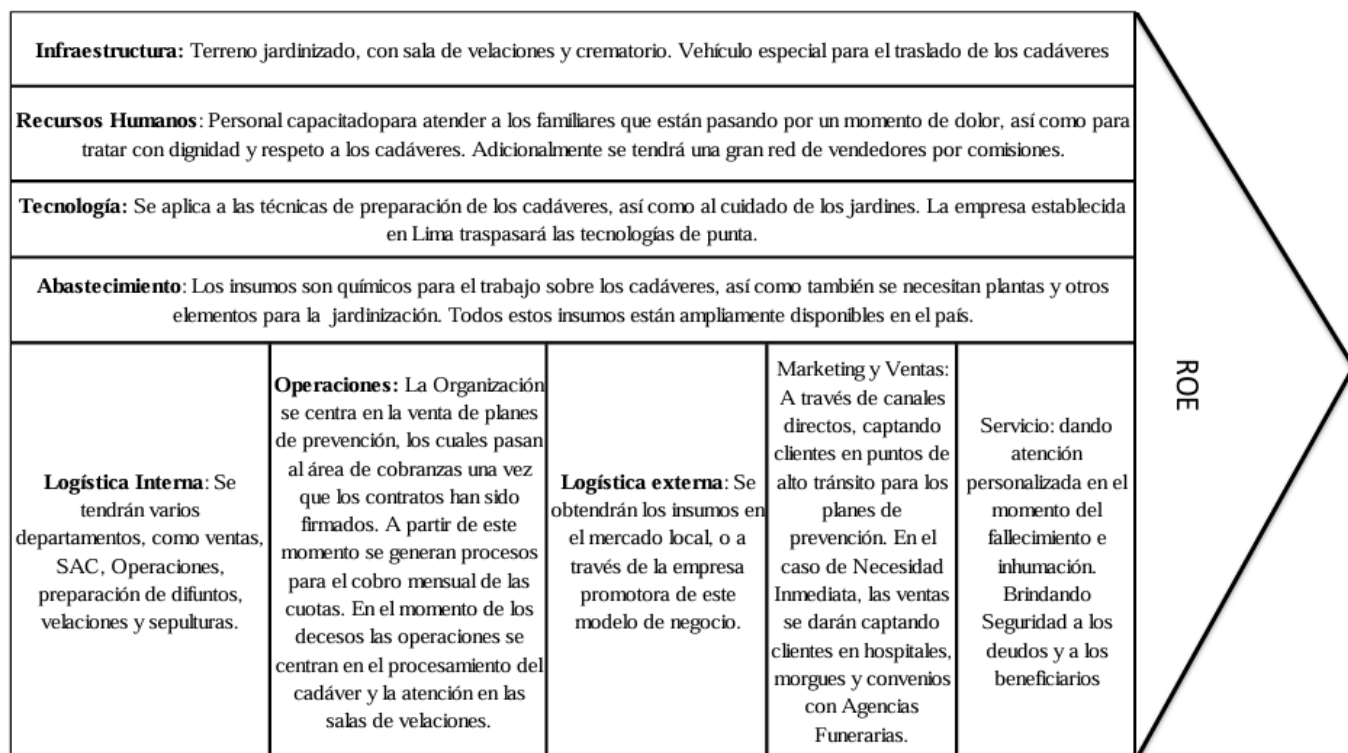 Infraestructura: Terreno jardinizado, con sala de velaciones y crematorio. Vehículo especial para el traslado de los cadáveres
Recursos Humanos: Personal capacitadopara atender a los familiares que están pasando por un momento de dolor, así como para
tratar con dignidad y respeto a los cadáveres. Adicionalmente se tendrá una gran red de vendedores por comisiones.
Tecnología: Se aplica a las técnicas de preparación de los cadáveres, así como al cuidado de los jardines. La empresa establecida
en Lima traspasará las tecnologías de punta.
Abastecimiento: Los insumos son químicos para el trabajo sobre los cadáveres, así como también se necesitan plantas y otros
elementos para la jardinización. Todos estos insumos están ampliamente disponibles en el país.
Logística Interna: Se
tendrán varios
departamentos, como ventas,
SAC, Operaciones,
preparación de difuntos,
velaciones y sepulturas.
Operaciones: La Organización
se centra en la venta de planes
de prevención, los cuales pasan
al área de cobranzas una vez
que los contratos han sido
firmados. A partir de este
momento se generan procesos
para el cobro mensual de las
cuotas. En el momento de los
decesos las operaciones se
centran en el procesamiento del
cadáver y la atención en las
salas de velaciones.
Logística externa: Se
obtendrán los insumos en
el mercado local, o a
través de la empresa
promotora de este
modelo de negocio.
Marketing y Ventas:
A través de canales
directos, captando
clientes en puntos de
alto tránsito para los
planes de
prevención. En el
caso de Necesidad
Inmediata, las ventas
se darán captando
clientes en hospitales,
morgues y convenios
con Agencias
Funerarias.
Servicio: dando
atención
personalizada en el
momento del
fallecimiento e
inhumación.
Brindando
Seguridad a los
deudos y a los
beneficiarios
ROE